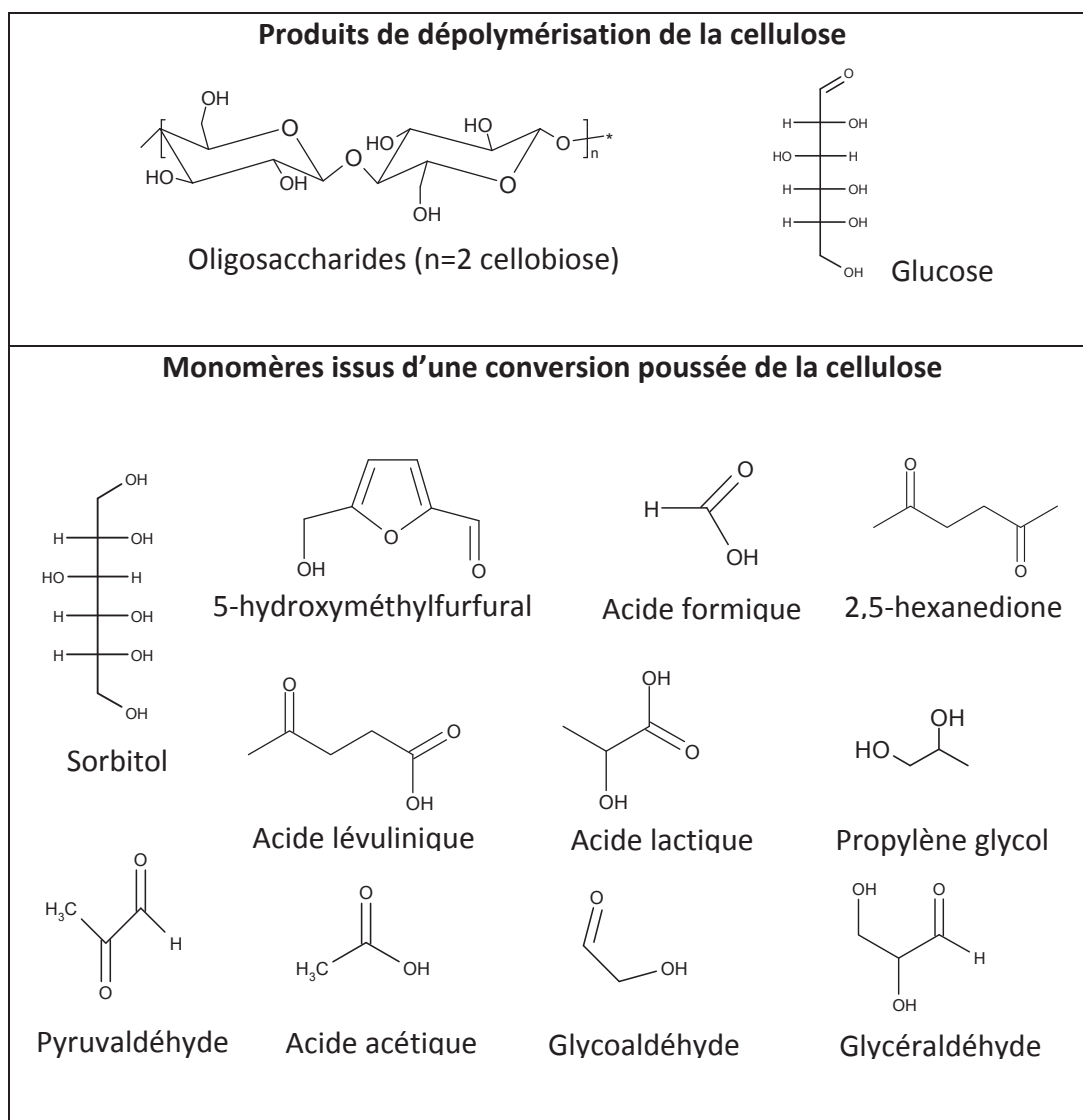 Produits de dépolymérisation de la cellulose
OH
O
HO
OH
O
HO
HO
O
OH
O
n
*
Oligosaccharides (n=2 cellobiose)
O
H
OH
HO
H
H
OH
H
OH
OH
Glucose
Monomères issus d’une conversion poussée de la cellulose
OH
H
OH
HO
H
H
OH
H
OH
OH
Sorbitol
O
OH
O
5-hydroxyméthylfurfural
O
H
OH
Acide formique
O
O
2,5-hexanedione
O
O
OH
Acide lévulinique
OH
O
OH
Acide lactique
OH
HO
Propylène glycol
O
H₃C
H
O
Pyruvaldéhyde
O
H₃C
OH
Acide acétique
O
OH
Glycoaldéhyde
OH
O
H
OH
Glycéraldéhyde